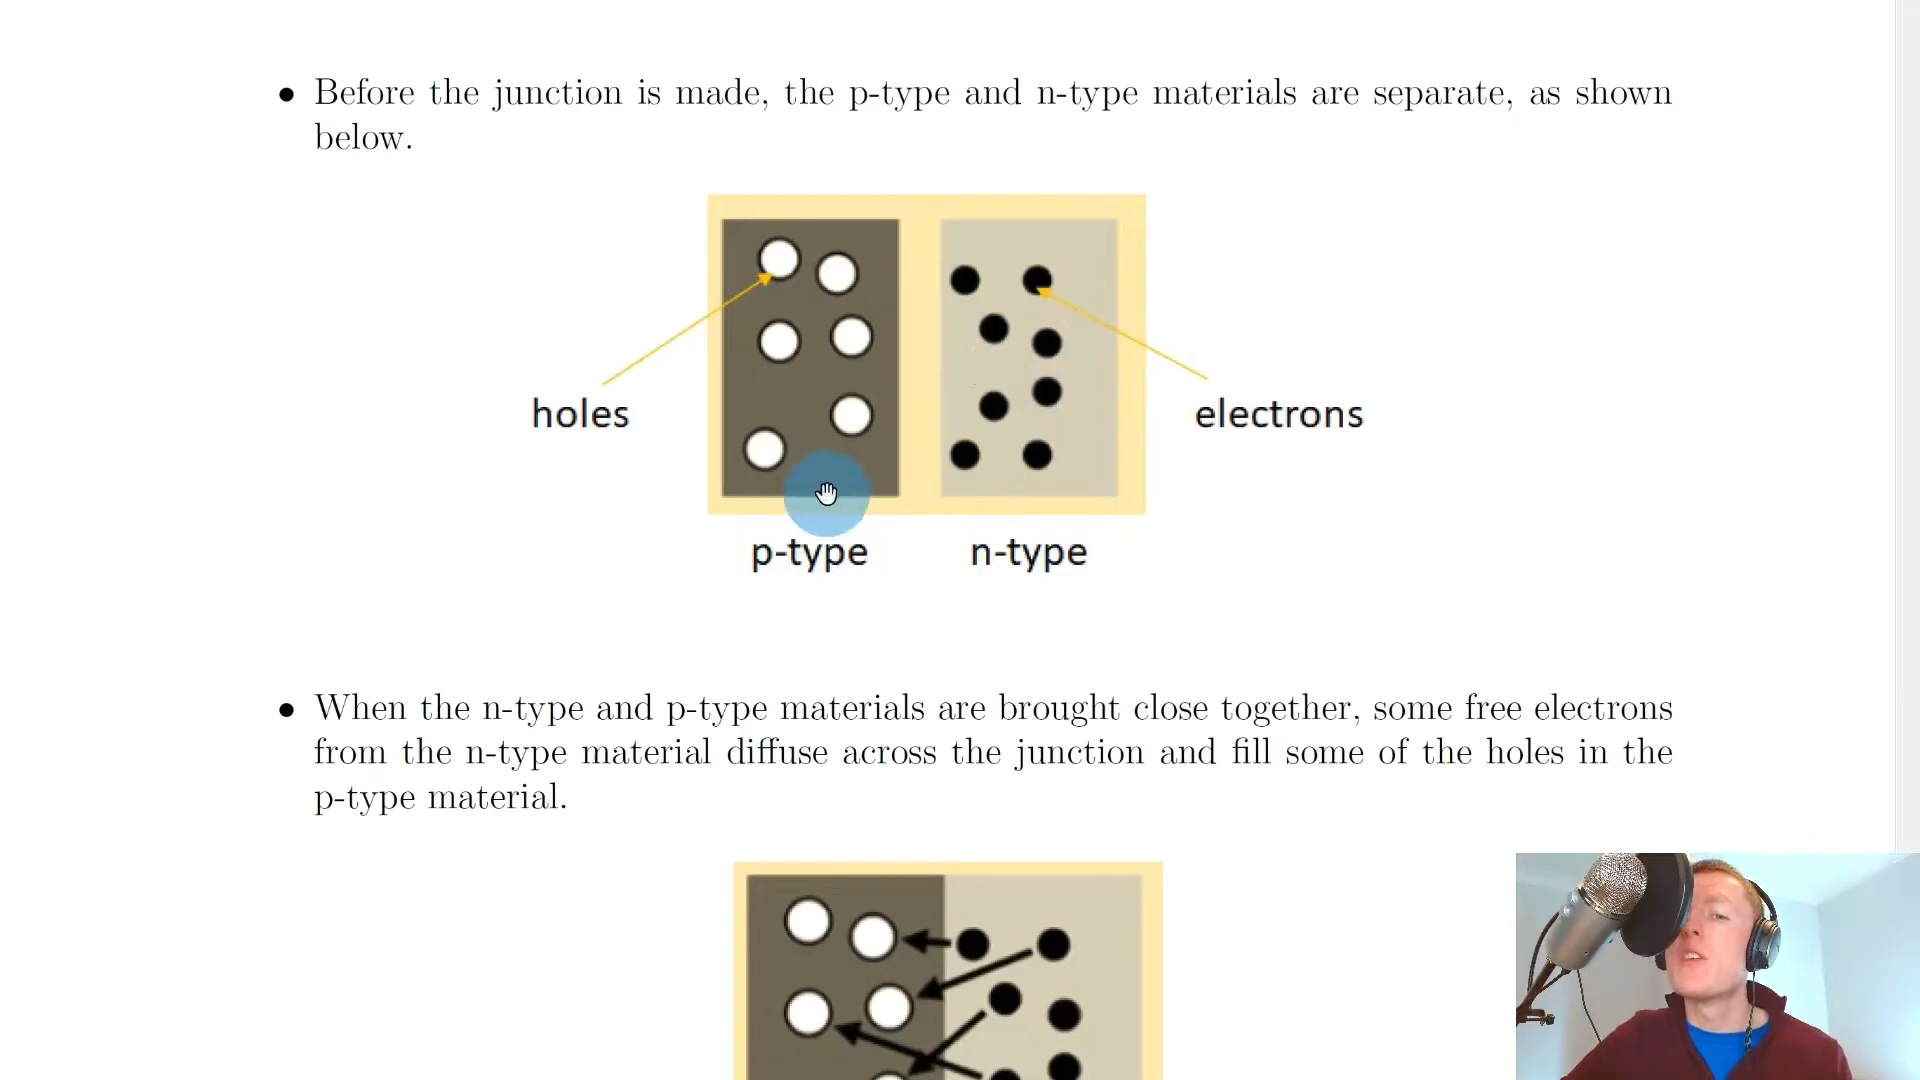 • Before the junction is made, the p-type and n-type materials are separate, as shown
below.
holes
electrons
p-type
n-type
• When the n-type and p-type materials are brought close together, some free electrons
from the n-type material diffuse across the junction and fill some of the holes in the
p-type material.